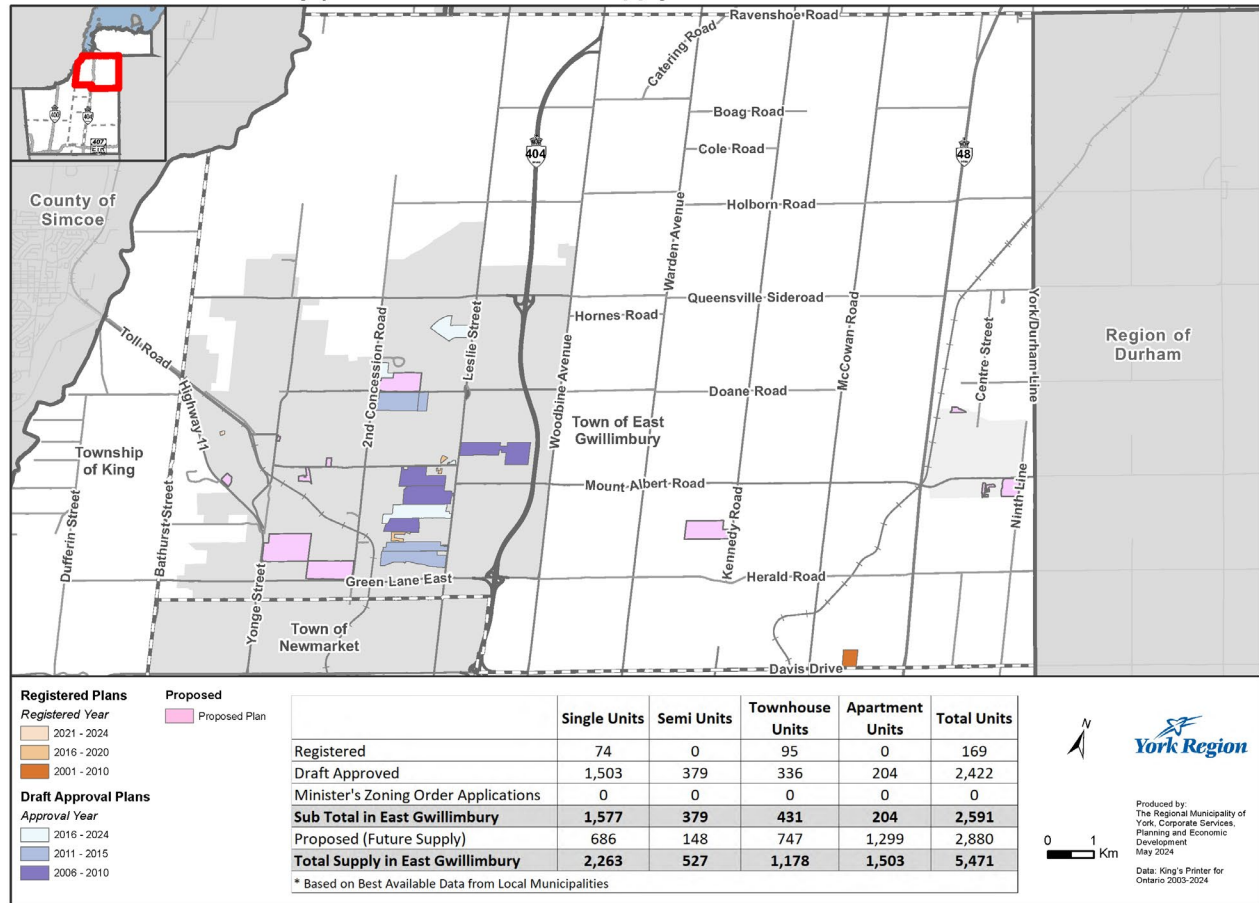 Ravenshoe Road
Catering Road
Boag Road
404
Cole Road
48
County of
Simcoe
Holborn Road
Warden Avenue
Queensville Sideroad
Hornes Road
Leslie Street
2nd Concession Road
McCowan Road
Centre Street
York/Durham Line
Region of
Durham
Toll Road
Highway 11
Doane Road
Woodbine Avenue
Town of East
Gwillimbury
Township
of King
Mount Albert Road
Ninth Line
Dufferin Street
Bathurst Street
Kennedy Road
Yonge Street
Green Lane East
Herald Road
Town of
Newmarket
Davis Drive
400
404
407
Registered Plans
Registered Year
2021 - 2024
2016 - 2020
2001 - 2010
Draft Approval Plans
Approval Year
2016 - 2024
2011 - 2015
2006 - 2010
Proposed
Proposed Plan
Single Units Semi Units Townhouse Units Apartment Units Total Units
Registered 74 0 95 0 169
Draft Approved 1,503 379 336 204 2,422
Minister's Zoning Order Applications 0 0 0 0 0
Sub Total in East Gwillimbury 1,577 379 431 204 2,591
Proposed (Future Supply) 686 148 747 1,299 2,880
Total Supply in East Gwillimbury 2,263 527 1,178 1,503 5,471
* Based on Best Available Data from Local Municipalities
N
0 1
Km
York Region
Produced by:
The Regional Municipality of
York, Corporate Services,
Planning and Economic
Development
May 2024
Data: King's Printer for
Ontario 2003-2024